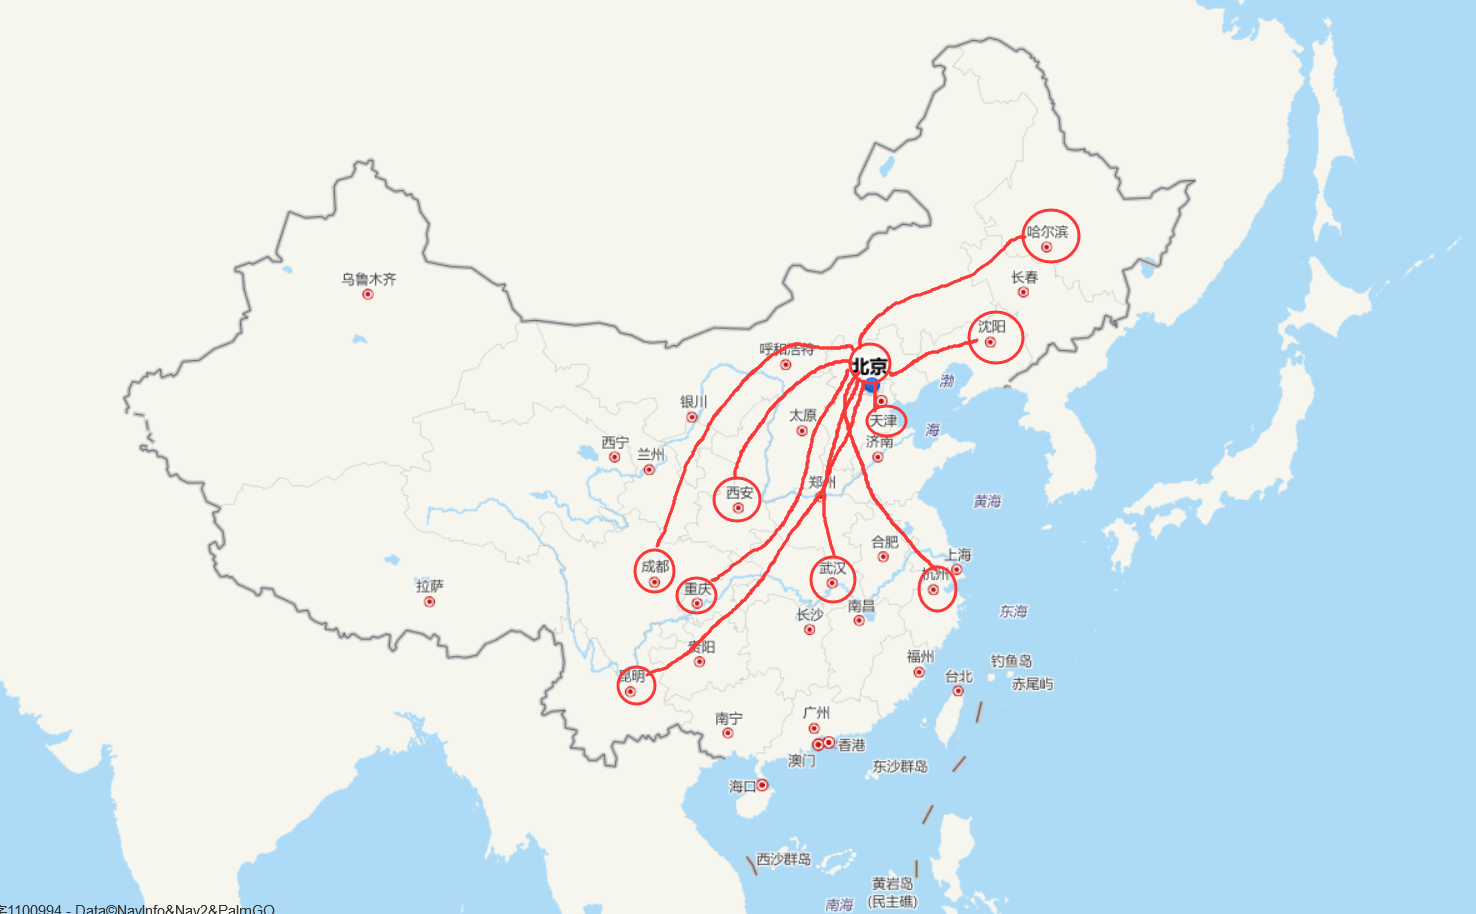 哈尔滨
长春
乌鲁木齐
沈阳
呼和浩特
北京
渤
海
银川
太原
天津
西宁
兰州
济南
郑州
西安
黄海
合肥
上海
成都
武汉
杭州
拉萨
重庆
长沙
南昌
东海
贵阳
福州
钓鱼岛
昆明
台北
赤尾屿
南宁
广州
香港
澳门
东沙群岛
海口
西沙群岛
黄岩岛
(民主礁)
南海
1100994 - Data©NavInfo&Nav2&PalmGO